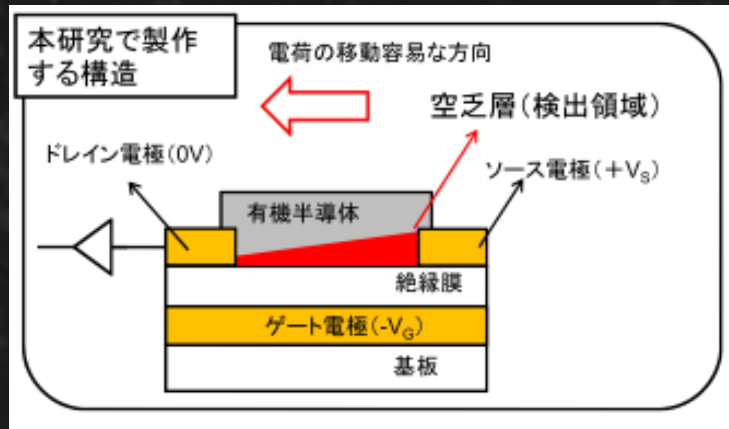 本研究で製作
する構造
電荷の移動容易な方向
空乏層(検出領域)
ドレイン電極(0V)
ソース電極(+VS)
有機半導体
絶縁膜
ゲート電極(-VG)
基板